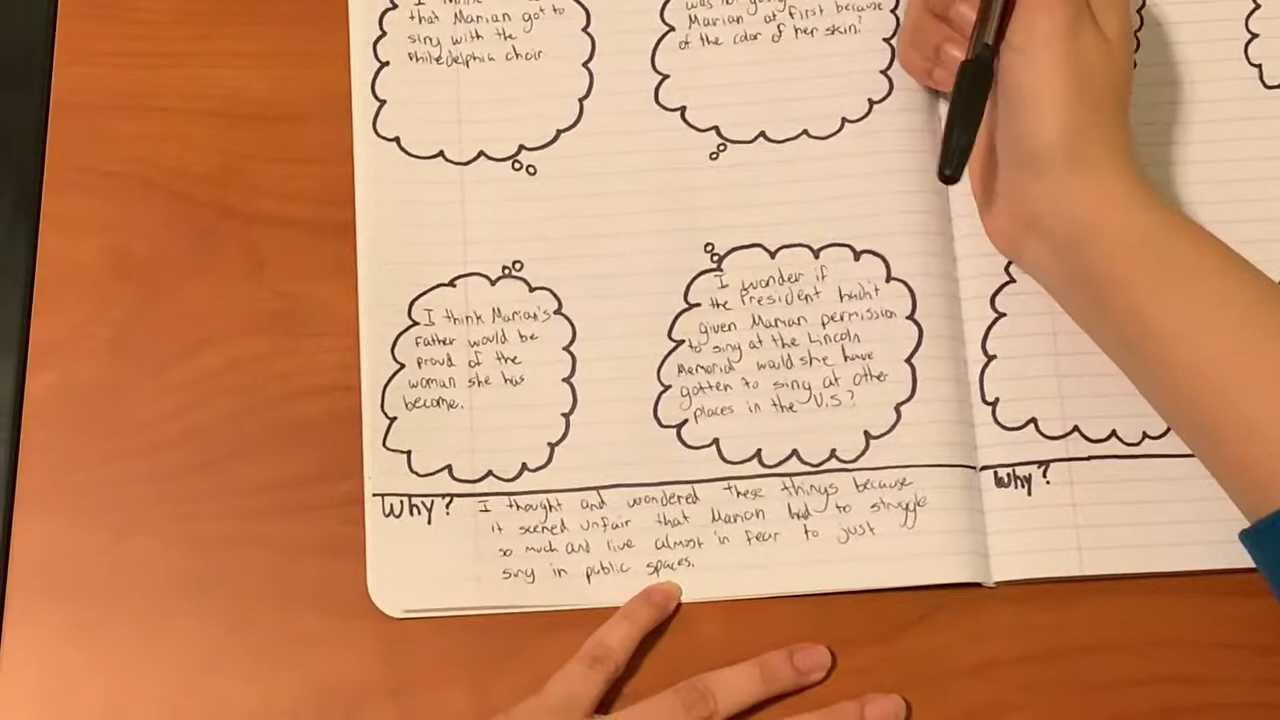 that Marian got to
sing with the
Philedelphia choir
Marian at first because
of the color of her skin?
I think Marian's
Father would be
proud of the
woman she has
become.
I wonder if
the President hadn't
given Marian permission
to sing at the Lincoln
Memorial would she have
gotten to sing at other
places in the U.S?
Why?
I thought and wondered these things because
it seemed unfair that Marian had to struggle
so much and live almost in fear to just
sing in public spaces.
Why?